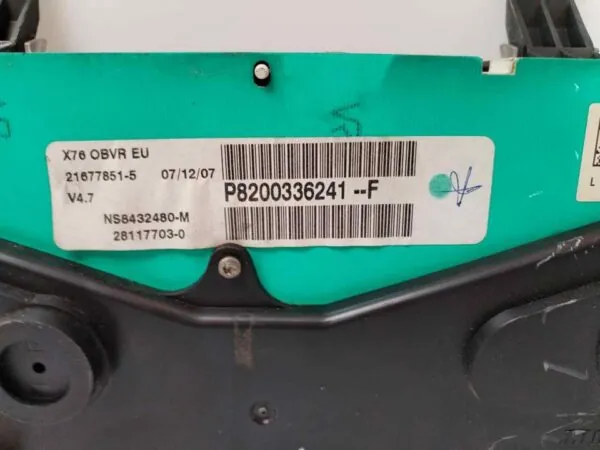 X76 OBVR EU
21677851-5 07/12/07
V4.7
P8200336241 --F
NS8432480-M
28117703-0